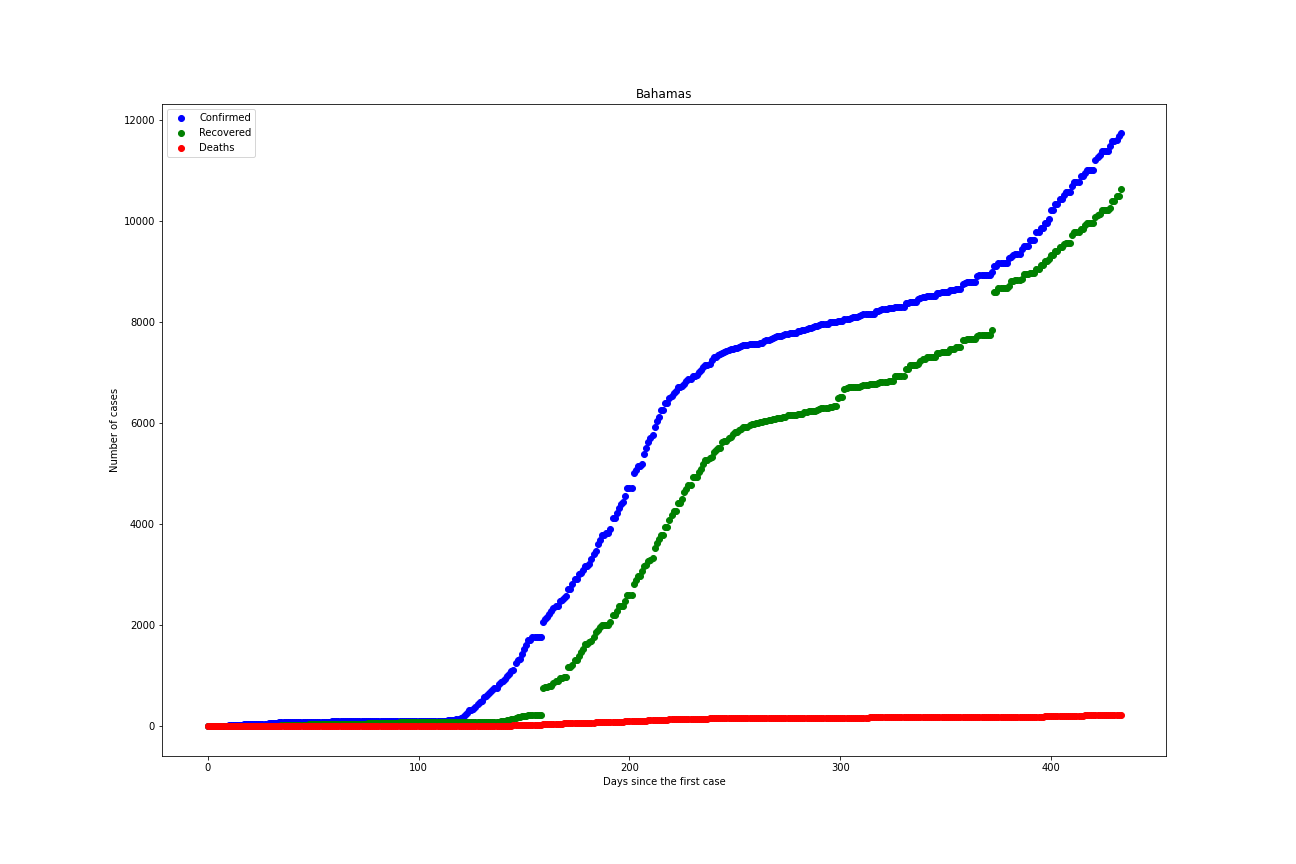 Bahamas
Confirmed
Recovered
Deaths
12000
10000
8000
6000
4000
2000
0
Number of cases
0 100 200 300 400
Days since the first case